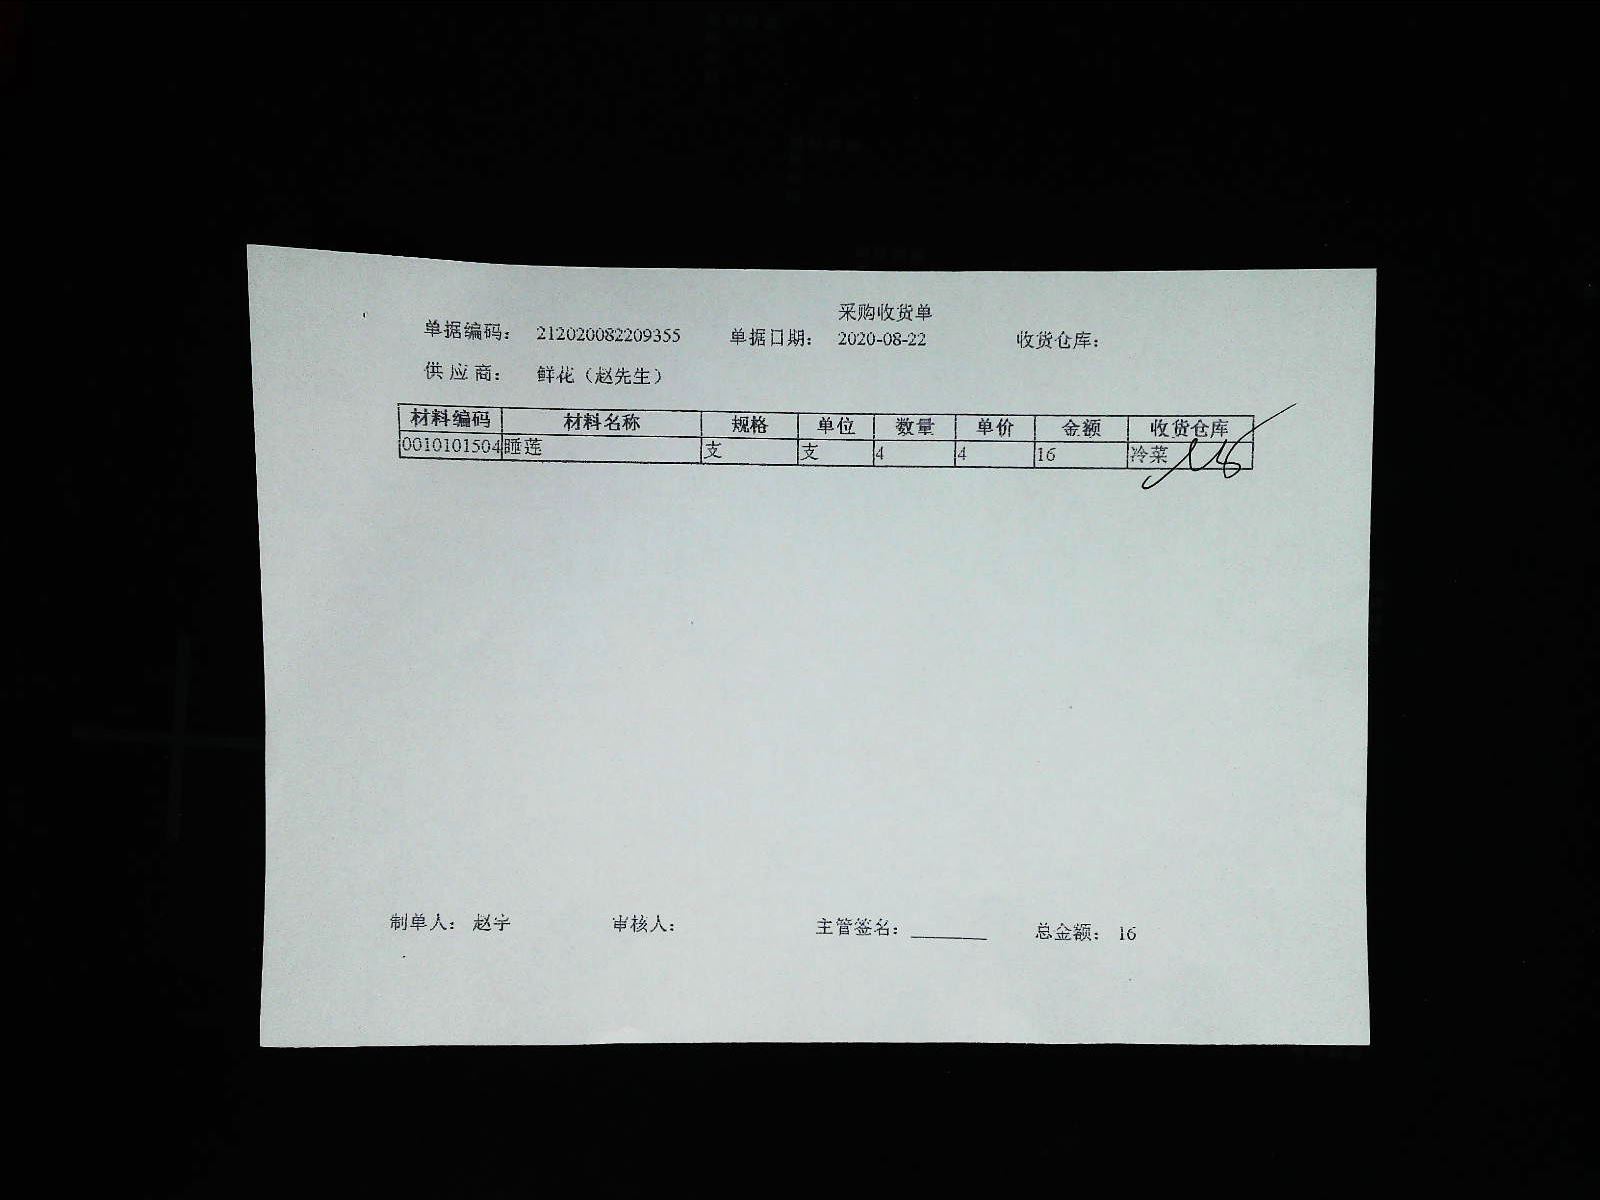 采购收货单
单据编码： 212020082209355 单据日期： 2020-08-22 收货仓库：
供应商： 鲜花（赵先生）
材料编码 材料名称 规格 单位 数量 单价 金额 收货仓库
0010101504 睡莲 支 支 4 4 16 冷菜
制单人： 赵宇 审核人： 主管签名： 总金额： 16